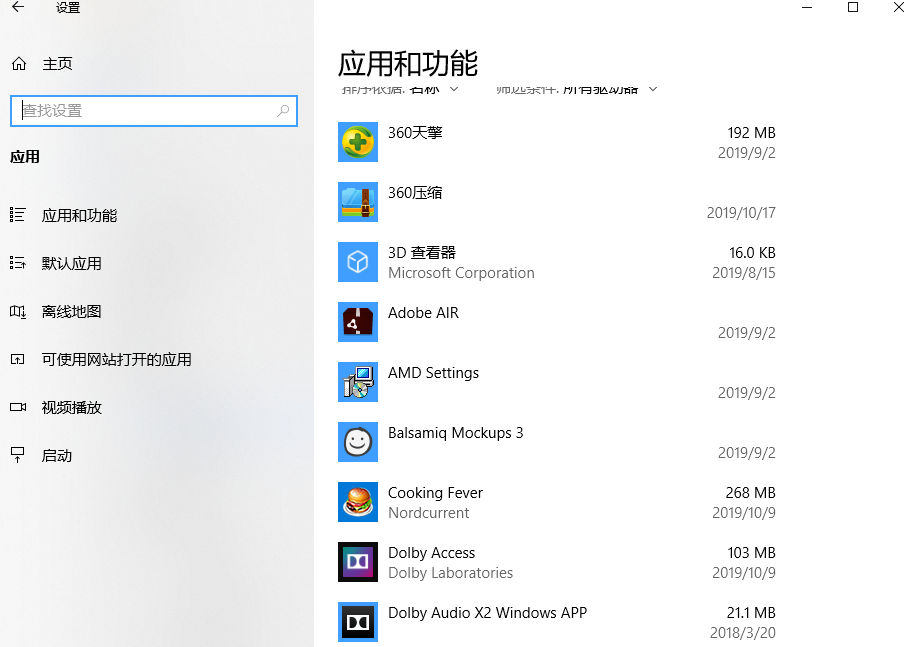 设置
主页
查找设置
应用
应用和功能
默认应用
离线地图
可使用网站打开的应用
视频播放
启动
应用和功能
排序依据: 名称 筛选条件: 所有驱动器
360天擎 192 MB
2019/9/2
360压缩
2019/10/17
3D 查看器 16.0 KB
Microsoft Corporation 2019/8/15
Adobe AIR
2019/9/2
AMD Settings
2019/9/2
Balsamiq Mockups 3
2019/9/2
Cooking Fever 268 MB
Nordcurrent 2019/10/9
Dolby Access 103 MB
Dolby Laboratories 2019/10/9
Dolby Audio X2 Windows APP 21.1 MB
2018/3/20